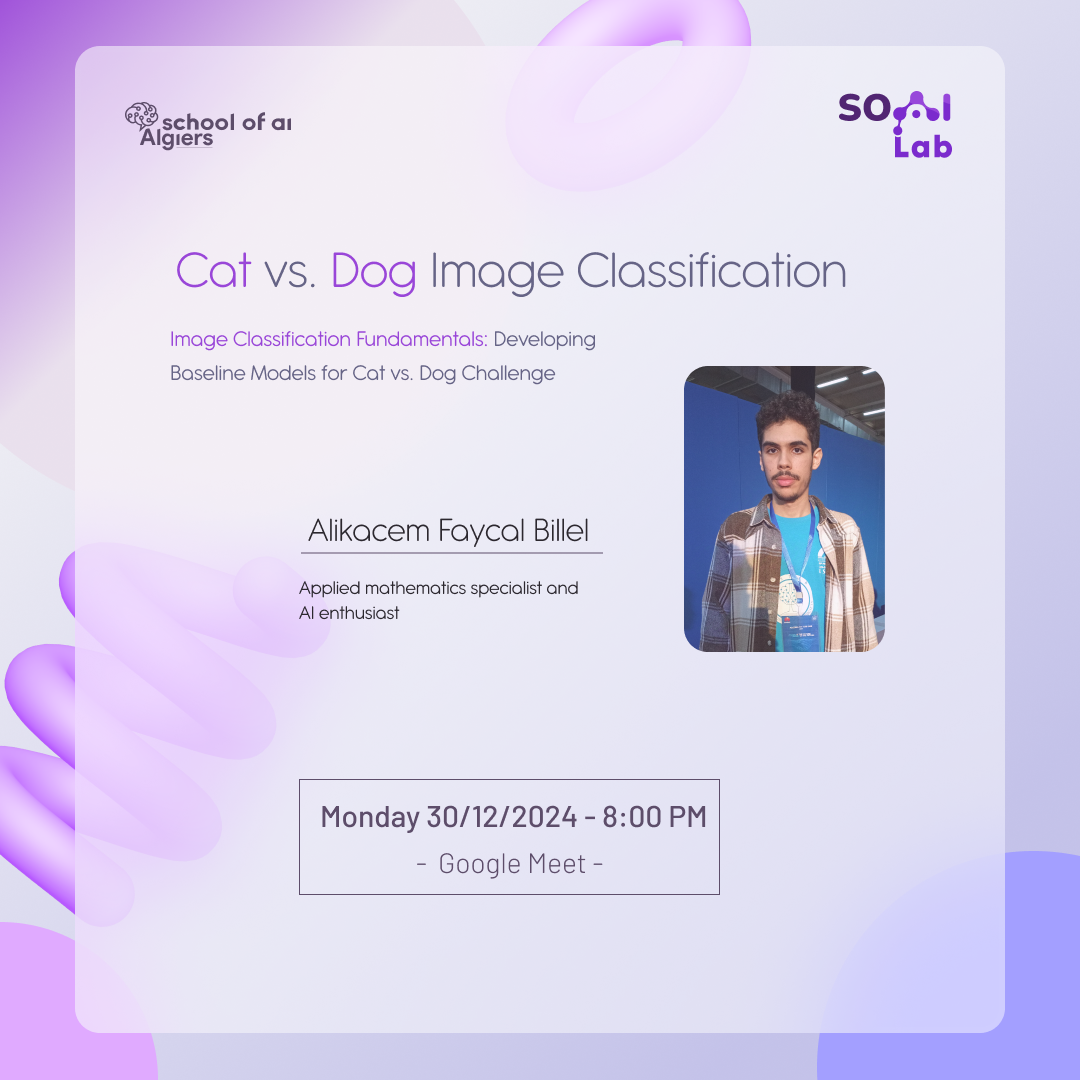 school of aı
Algıers
SOAI
Lab
Cat vs. Dog Image Classification
Image Classification Fundamentals: Developing
Baseline Models for Cat vs. Dog Challenge
Alikacem Faycal Billel
Applied mathematics specialist and
AI enthusiast
Monday 30/12/2024 - 8:00 PM
- Google Meet -